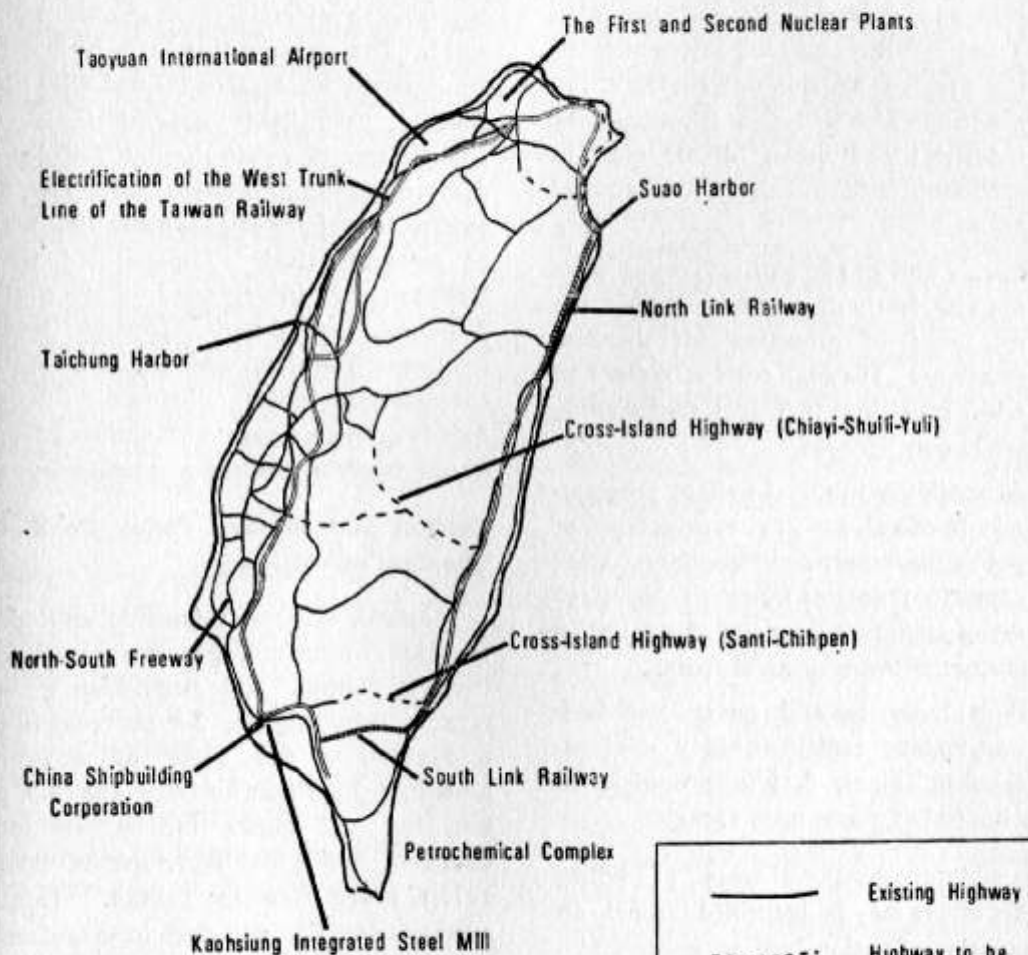 The First and Second Nuclear Plants
Taoyuan International Airport
Electrification of the West Trunk
Line of the Taiwan Railway
Suao Harbor
North Link Railway
Taichung Harbor
Cross-Island Highway (Chiayi-Shuili-Yuli)
Cross-Island Highway (Santi-Chihpen)
North-South Freeway
China Shipbuilding
Corporation
South Link Railway
Petrochemical Complex
Existing Highway
Kaohsiung Integrated Steel Mill
Highway to be